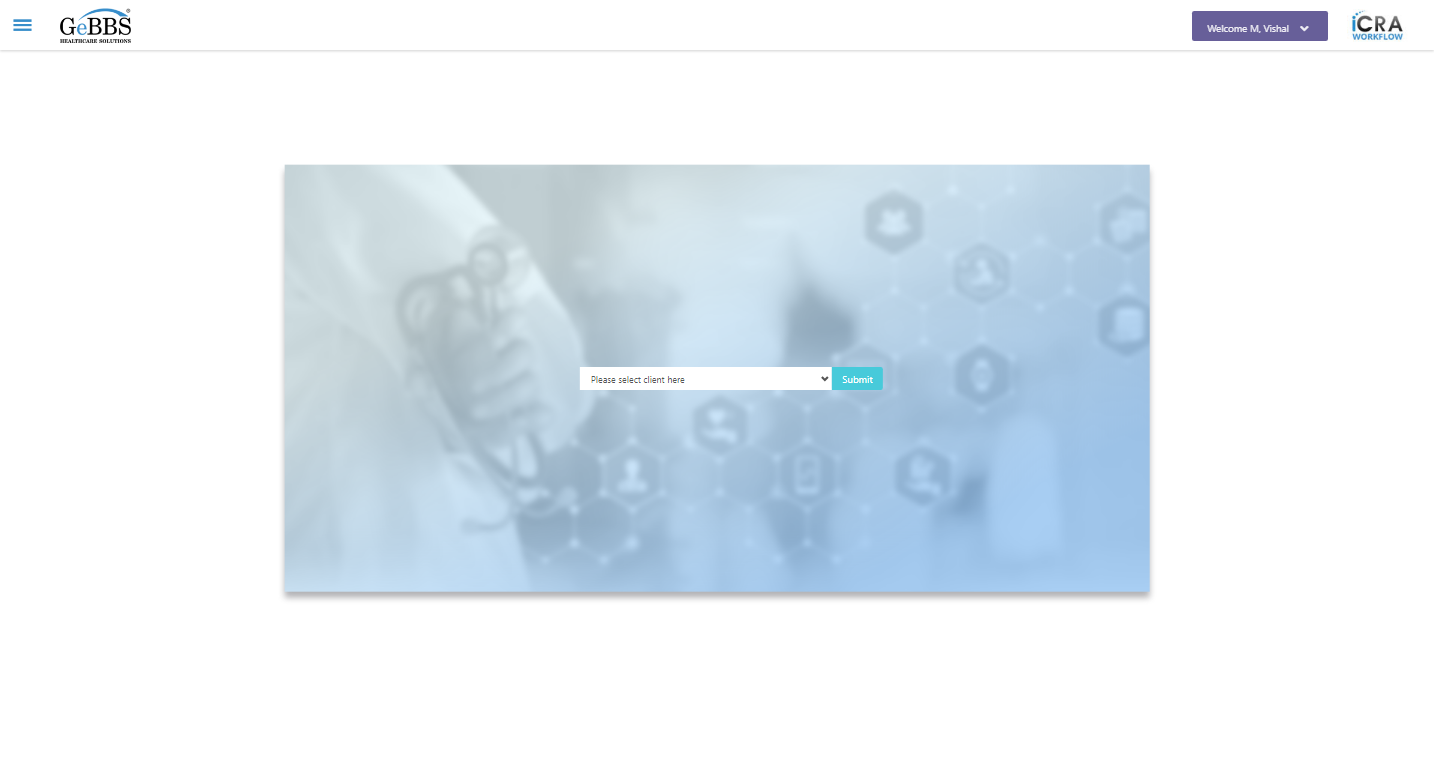 GeBBS®
HEALTHCARE SOLUTIONS
Welcome M, Vishal
iCRA
WORKFLOW
Please select client here
Submit